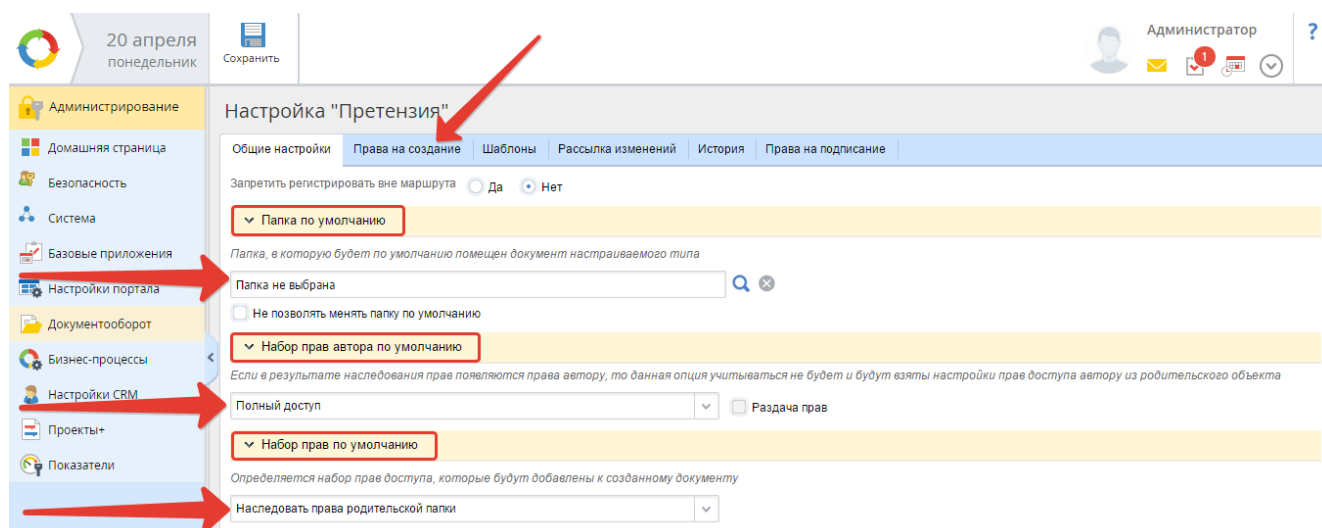 20 апреля
понедельник
Сохранить
Администратор
?
1
Администрирование
Домашняя страница
Безопасность
Система
Базовые приложения
Настройки портала
Документооборот
Бизнес-процессы
Настройки CRM
Проекты+
Показатели
Настройка "Претензия"
Общие настройки Права на создание Шаблоны Рассылка изменений История Права на подписание
Запретить регистрировать вне маршрута Да Нет
Папка по умолчанию
Папка, в которую будет по умолчанию помещен документ настраиваемого типа
Папка не выбрана
Не позволять менять папку по умолчанию
Набор прав автора по умолчанию
Если в результате наследования прав появляются права автору, то данная опция учитываться не будет и будут взяты настройки прав доступа автору из родительского объекта
Полный доступ Раздача прав
Набор прав по умолчанию
Определяется набор прав доступа, которые будут добавлены к созданному документу
Наследовать права родительской папки